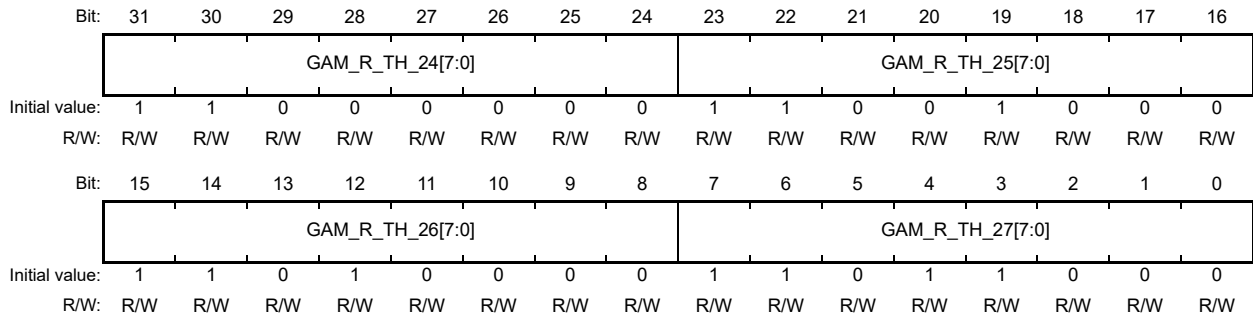 Bit: 31 30 29 28 27 26 25 24 23 22 21 20 19 18 17 16
GAM_R_TH_24[7:0] GAM_R_TH_25[7:0]
Initial value: 1 1 0 0 0 0 0 0 1 1 0 0 1 0 0 0
R/W: R/W R/W R/W R/W R/W R/W R/W R/W R/W R/W R/W R/W R/W R/W R/W R/W
Bit: 15 14 13 12 11 10 9 8 7 6 5 4 3 2 1 0
GAM_R_TH_26[7:0] GAM_R_TH_27[7:0]
Initial value: 1 1 0 1 0 0 0 0 1 1 0 1 1 0 0 0
R/W: R/W R/W R/W R/W R/W R/W R/W R/W R/W R/W R/W R/W R/W R/W R/W R/W